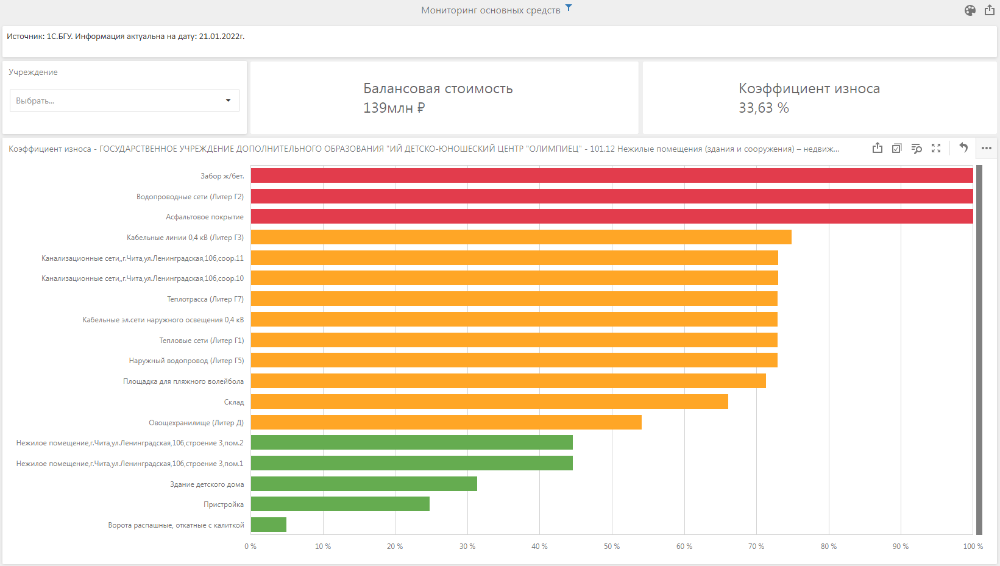 Мониторинг основных средств
Источник: 1С.БГУ. Информация актуальна на дату: 21.01.2022г.
Учреждение
Выбрать...
Балансовая стоимость
139млн ₽
Коэффициент износа
33,63 %
Коэффициент износа - ГОСУДАРСТВЕННОЕ УЧРЕЖДЕНИЕ ДОПОЛНИТЕЛЬНОГО ОБРАЗОВАНИЯ "ИЙ ДЕТСКО-ЮНОШЕСКИЙ ЦЕНТР "ОЛИМПИЕЦ" - 101.12 Нежилые помещения (здания и сооружения) – недвиж...
Забор ж/бет.
Водопроводные сети (Литер Г2)
Асфальтовое покрытие
Кабельные линии 0,4 кВ (Литер Г3)
Канализационные сети,,г.Чита,ул.Ленинградская,106,соор.11
Канализационные сети,,г.Чита,ул.Ленинградская,106,соор.10
Теплотрасса (Литер Г7)
Кабельные эл.сети наружного освещения 0,4 кВ
Тепловые сети (Литер Г1)
Наружный водопровод (Литер Г5)
Площадка для пляжного волейбола
Склад
Овощехранилище (Литер Д)
Нежилое помещение,г.Чита,ул.Ленинградская,106,строение 3,пом.2
Нежилое помещение,г.Чита,ул.Ленинградская,106,строение 3,пом.1
Здание детского дома
Пристройка
Ворота распашные, откатные с калиткой
0 % 10 % 20 % 30 % 40 % 50 % 60 % 70 % 80 % 90 % 100 %